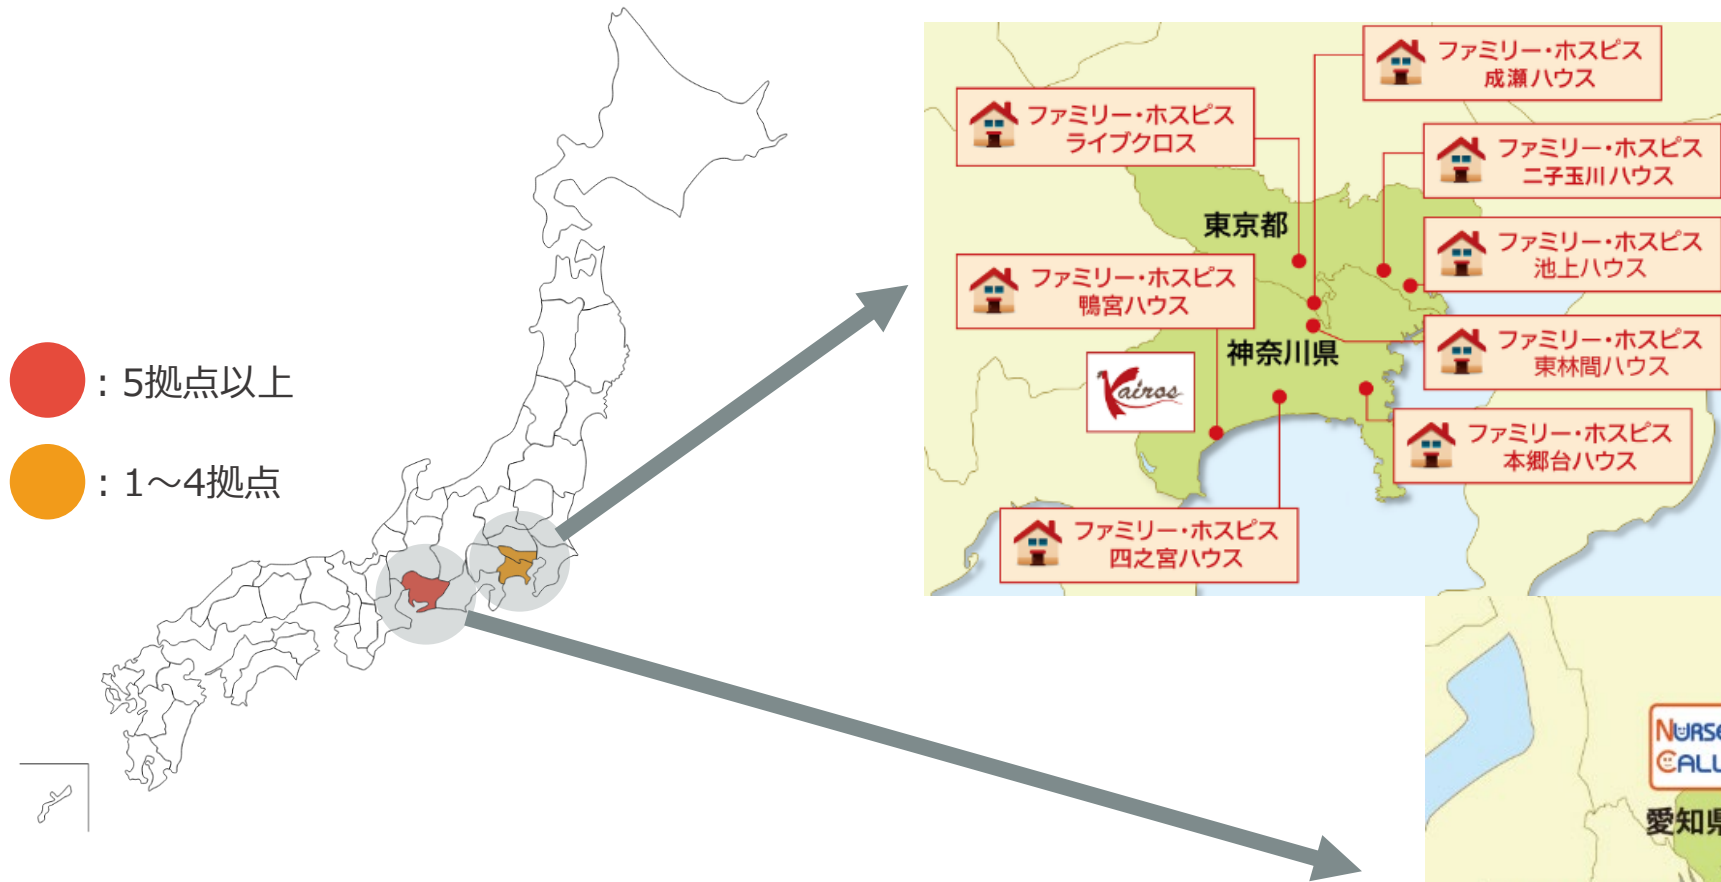 ：5拠点以上
：1～4拠点
ファミリー・ホスピス
成瀬ハウス
ファミリー・ホスピス
ライブクロス
ファミリー・ホスピス
二子玉川ハウス
東京都
ファミリー・ホスピス
池上ハウス
ファミリー・ホスピス
鴨宮ハウス
神奈川県
ファミリー・ホスピス
東林間ハウス
Kairos
ファミリー・ホスピス
本郷台ハウス
ファミリー・ホスピス
四之宮ハウス
NURSE
CALL
愛知県